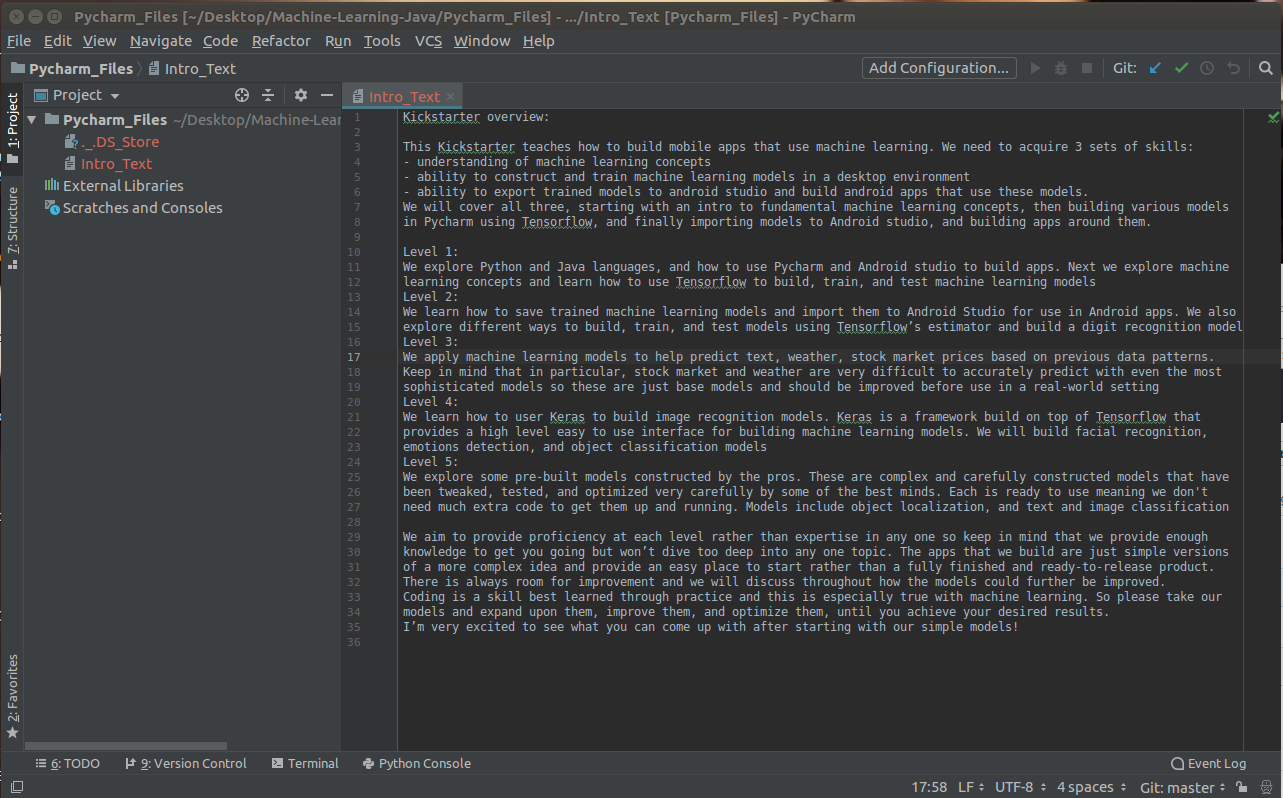 Pycharm_Files [~/Desktop/Machine-Learning-Java/Pycharm_Files] - .../Intro_Text [Pycharm_Files] - PyCharm
File Edit View Navigate Code Refactor Run Tools VCS Window Help
Pycharm_Files Intro_Text Add Configuration... Git:
Project Intro_Text
1: Project
7: Structure
2: Favorites
Pycharm_Files ~/Desktop/Machine-Lear
._.DS_Store
Intro_Text
External Libraries
Scratches and Consoles
1 Kickstarter overview:
2
3 This Kickstarter teaches how to build mobile apps that use machine learning. We need to acquire 3 sets of skills:
4 - understanding of machine learning concepts
5 - ability to construct and train machine learning models in a desktop environment
6 - ability to export trained models to android studio and build android apps that use these models.
7 We will cover all three, starting with an intro to fundamental machine learning concepts, then building various models
8 in Pycharm using Tensorflow, and finally importing models to Android studio, and building apps around them.
9
10 Level 1:
11 We explore Python and Java languages, and how to use Pycharm and Android studio to build apps. Next we explore machine
12 learning concepts and learn how to use Tensorflow to build, train, and test machine learning models
13 Level 2:
14 We learn how to save trained machine learning models and import them to Android Studio for use in Android apps. We also
15 explore different ways to build, train, and test models using Tensorflow’s estimator and build a digit recognition model
16 Level 3:
17 We apply machine learning models to help predict text, weather, stock market prices based on previous data patterns.
18 Keep in mind that in particular, stock market and weather are very difficult to accurately predict with even the most
19 sophisticated models so these are just base models and should be improved before use in a real-world setting
20 Level 4:
21 We learn how to user Keras to build image recognition models. Keras is a framework build on top of Tensorflow that
22 provides a high level easy to use interface for building machine learning models. We will build facial recognition,
23 emotions detection, and object classification models
24 Level 5:
25 We explore some pre-built models constructed by the pros. These are complex and carefully constructed models that have
26 been tweaked, tested, and optimized very carefully by some of the best minds. Each is ready to use meaning we don't
27 need much extra code to get them up and running. Models include object localization, and text and image classification
28
29 We aim to provide proficiency at each level rather than expertise in any one so keep in mind that we provide enough
30 knowledge to get you going but won’t dive too deep into any one topic. The apps that we build are just simple versions
31 of a more complex idea and provide an easy place to start rather than a fully finished and ready-to-release product.
32 There is always room for improvement and we will discuss throughout how the models could further be improved.
33 Coding is a skill best learned through practice and this is especially true with machine learning. So please take our
34 models and expand upon them, improve them, and optimize them, until you achieve your desired results.
35 I’m very excited to see what you can come up with after starting with our simple models!
36
6: TODO 9: Version Control Terminal Python Console Event Log
17:58 LF UTF-8 4 spaces Git: master